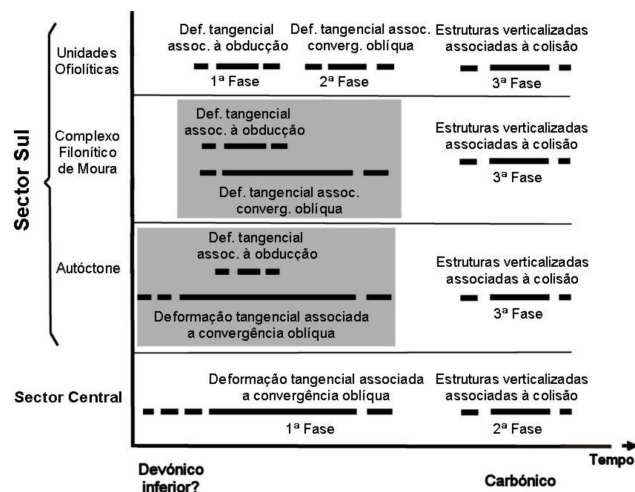 Sector Sul
Unidades
Ofiolíticas
Def. tangencial
assoc. à obducção
1ª Fase
Def. tangencial assoc.
converg. oblíqua
2ª Fase
Estruturas verticalizadas
associadas à colisão
3ª Fase
Complexo
Filonítico
de Moura
Def. tangencial
assoc. à obducção
Def. tangencial assoc.
converg. oblíqua
Estruturas verticalizadas
associadas à colisão
3ª Fase
Autóctone
Def. tangencial
assoc. à obducção
Deformação tangencial associada
a convergência oblíqua
Estruturas verticalizadas
associadas à colisão
3ª Fase
Sector Central
Deformação tangencial associada
a convergência oblíqua
1ª Fase
Estruturas verticalizadas
associadas à colisão
2ª Fase
Tempo
Devónico
inferior?
Carbónico